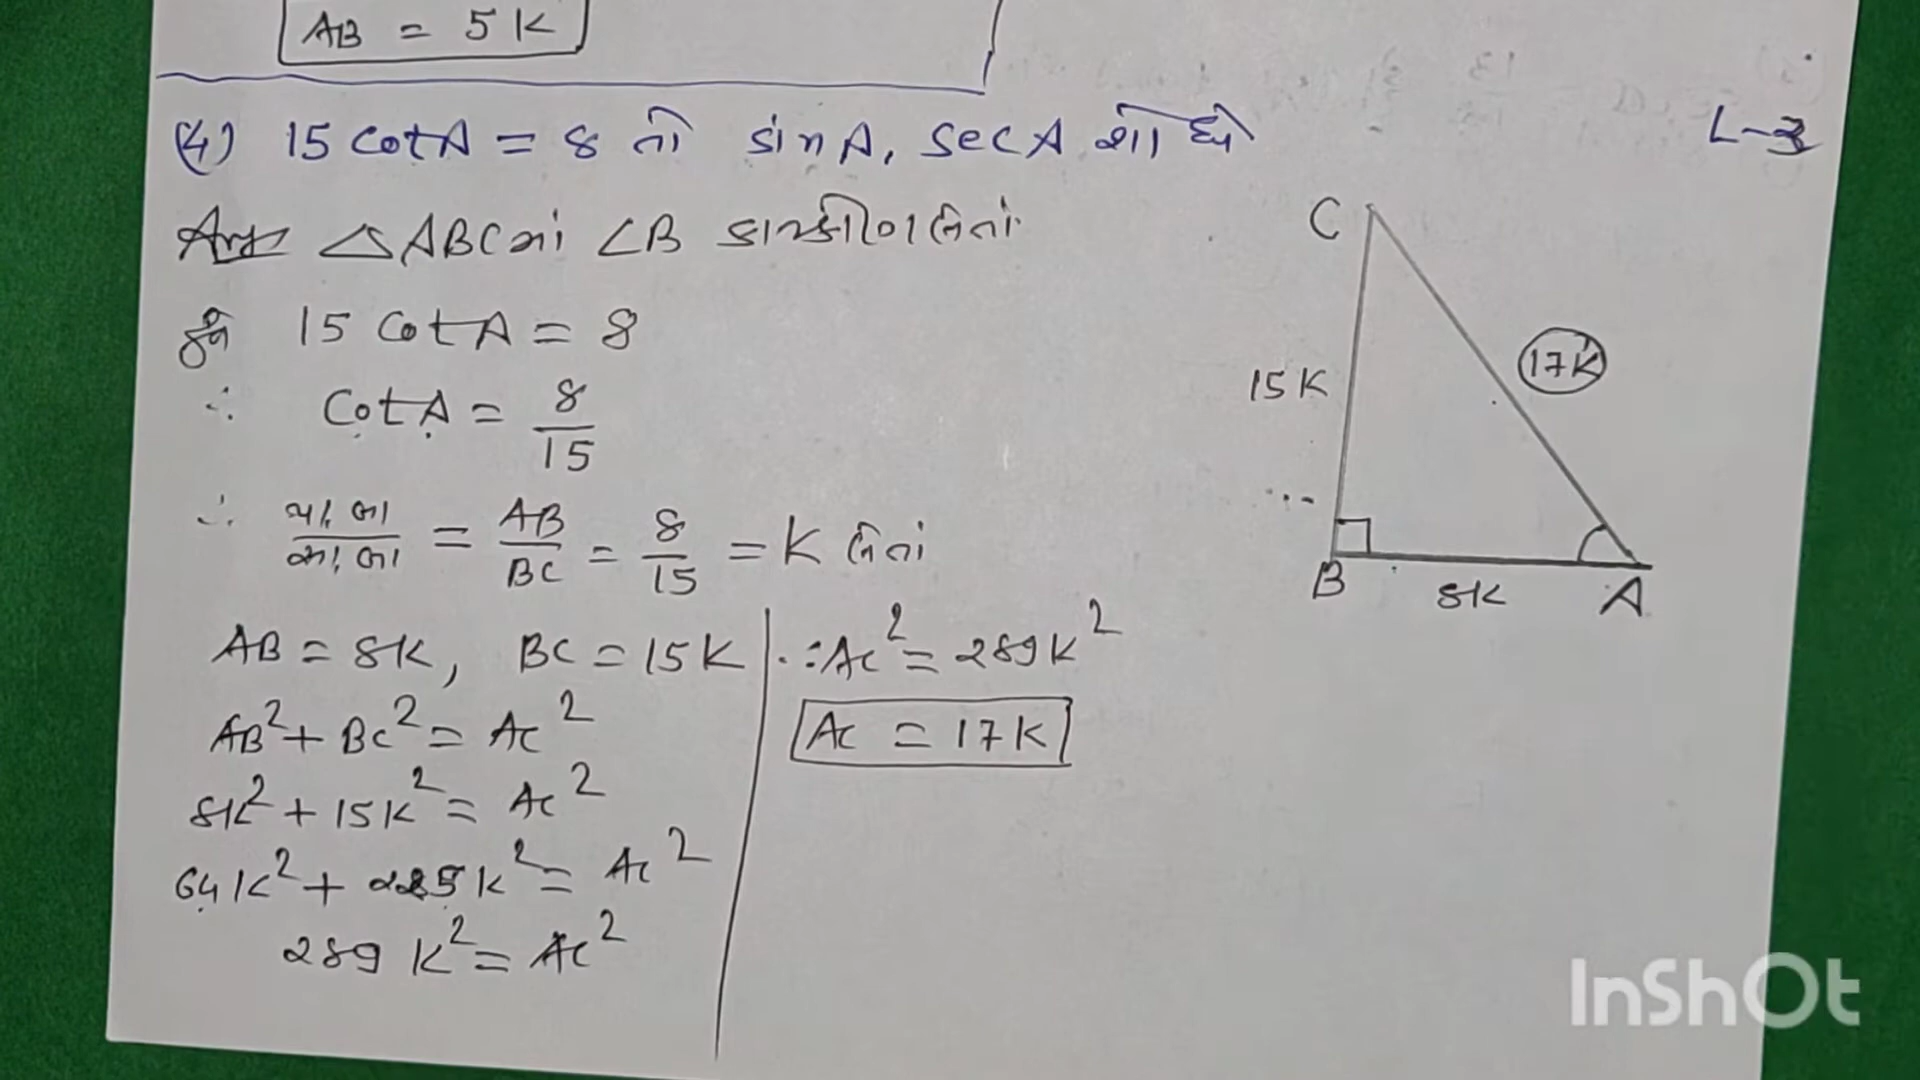 AB = 5K
(4) 15 cotA = 8 તો sinA, secA શોધો
L-3
Ans △ABCમાં ∠B કાટકોણ લેતાં
હવે 15 CotA = 8
∴ CotA = 8/15
∴ પા.બા/સા.બા = AB/BC = 8/15 = K લેતાં
AB = 8K, BC = 15K
AB² + BC² = AC²
8K² + 15K² = AC²
64K² + 225K² = AC²
289 K² = AC²
∴ AC² = 289K²
AC = 17K
C
15K
17K
B
8K
A
InShOt